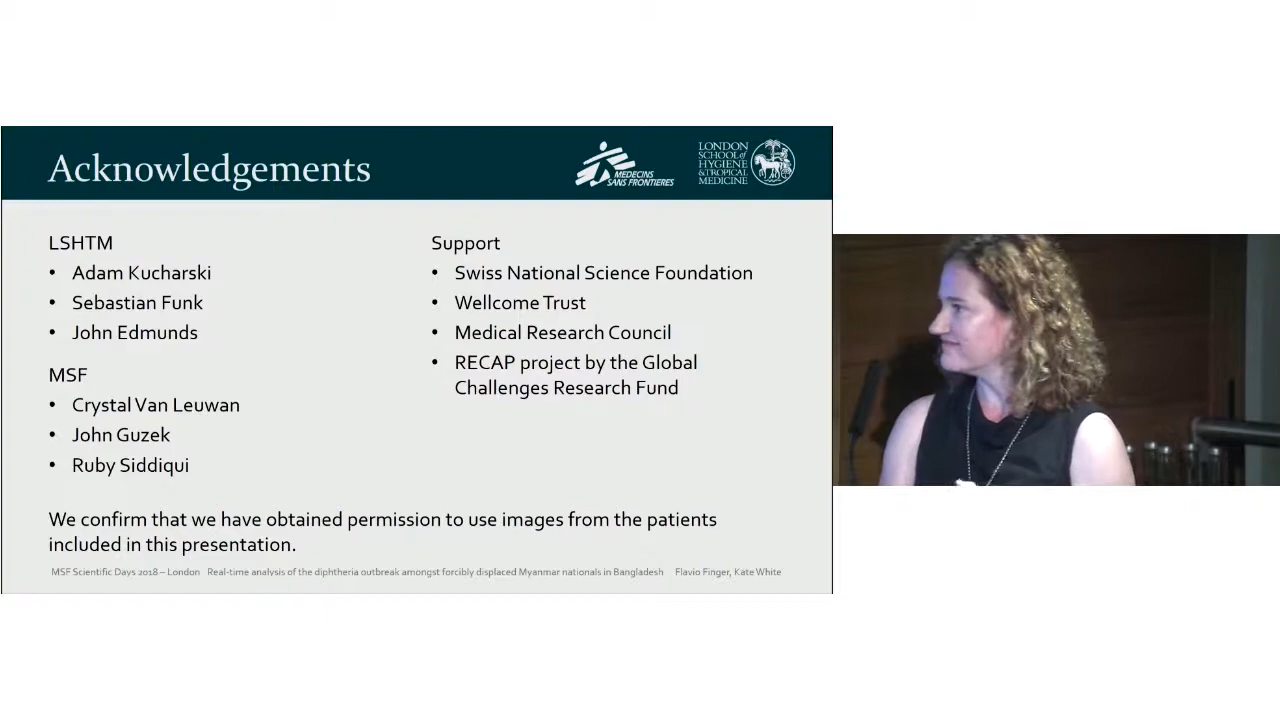 Acknowledgements
MEDECINS
SANS FRONTIERES
LONDON
SCHOOL of
HYGIENE
& TROPICAL
MEDICINE
LSHTM
• Adam Kucharski
• Sebastian Funk
• John Edmunds
MSF
• Crystal Van Leuwan
• John Guzek
• Ruby Siddiqui
Support
• Swiss National Science Foundation
• Wellcome Trust
• Medical Research Council
• RECAP project by the Global
Challenges Research Fund
We confirm that we have obtained permission to use images from the patients
included in this presentation.
MSF Scientific Days 2018 – London Real-time analysis of the diphtheria outbreak amongst forcibly displaced Myanmar nationals in Bangladesh Flavio Finger, Kate White